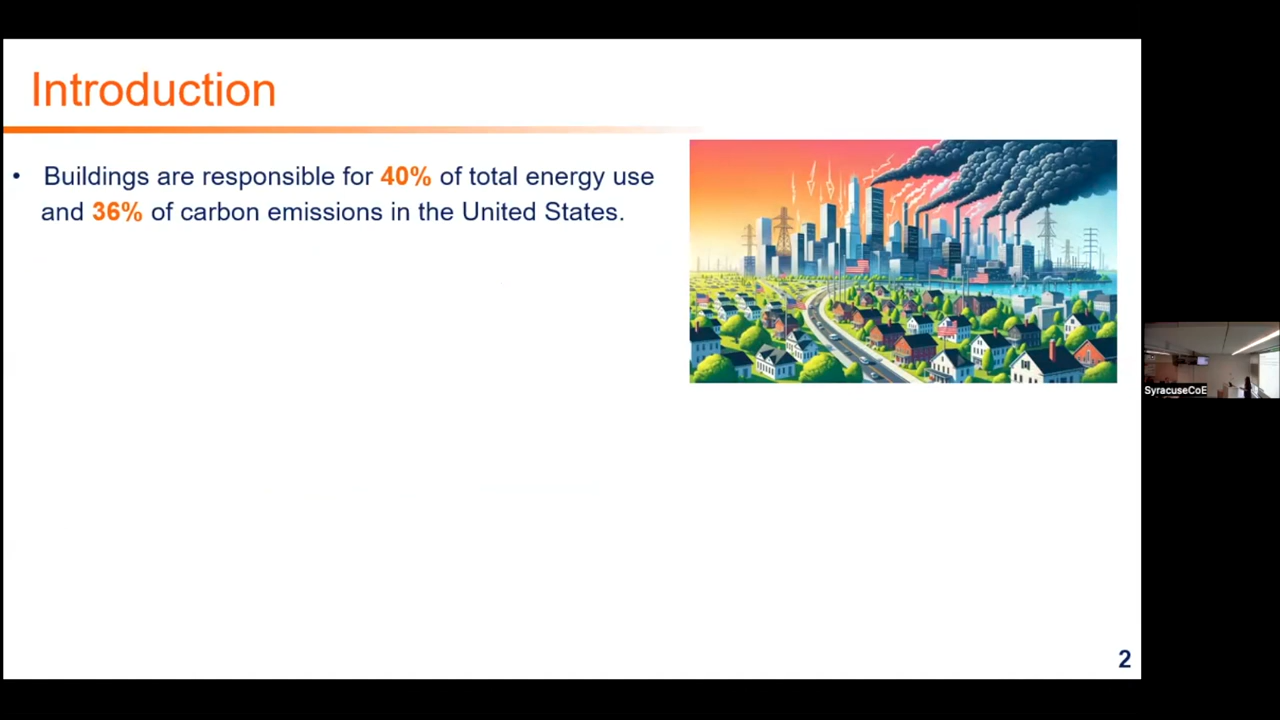 Introduction
• Buildings are responsible for 40% of total energy use
and 36% of carbon emissions in the United States.
SyracuseCoE
2